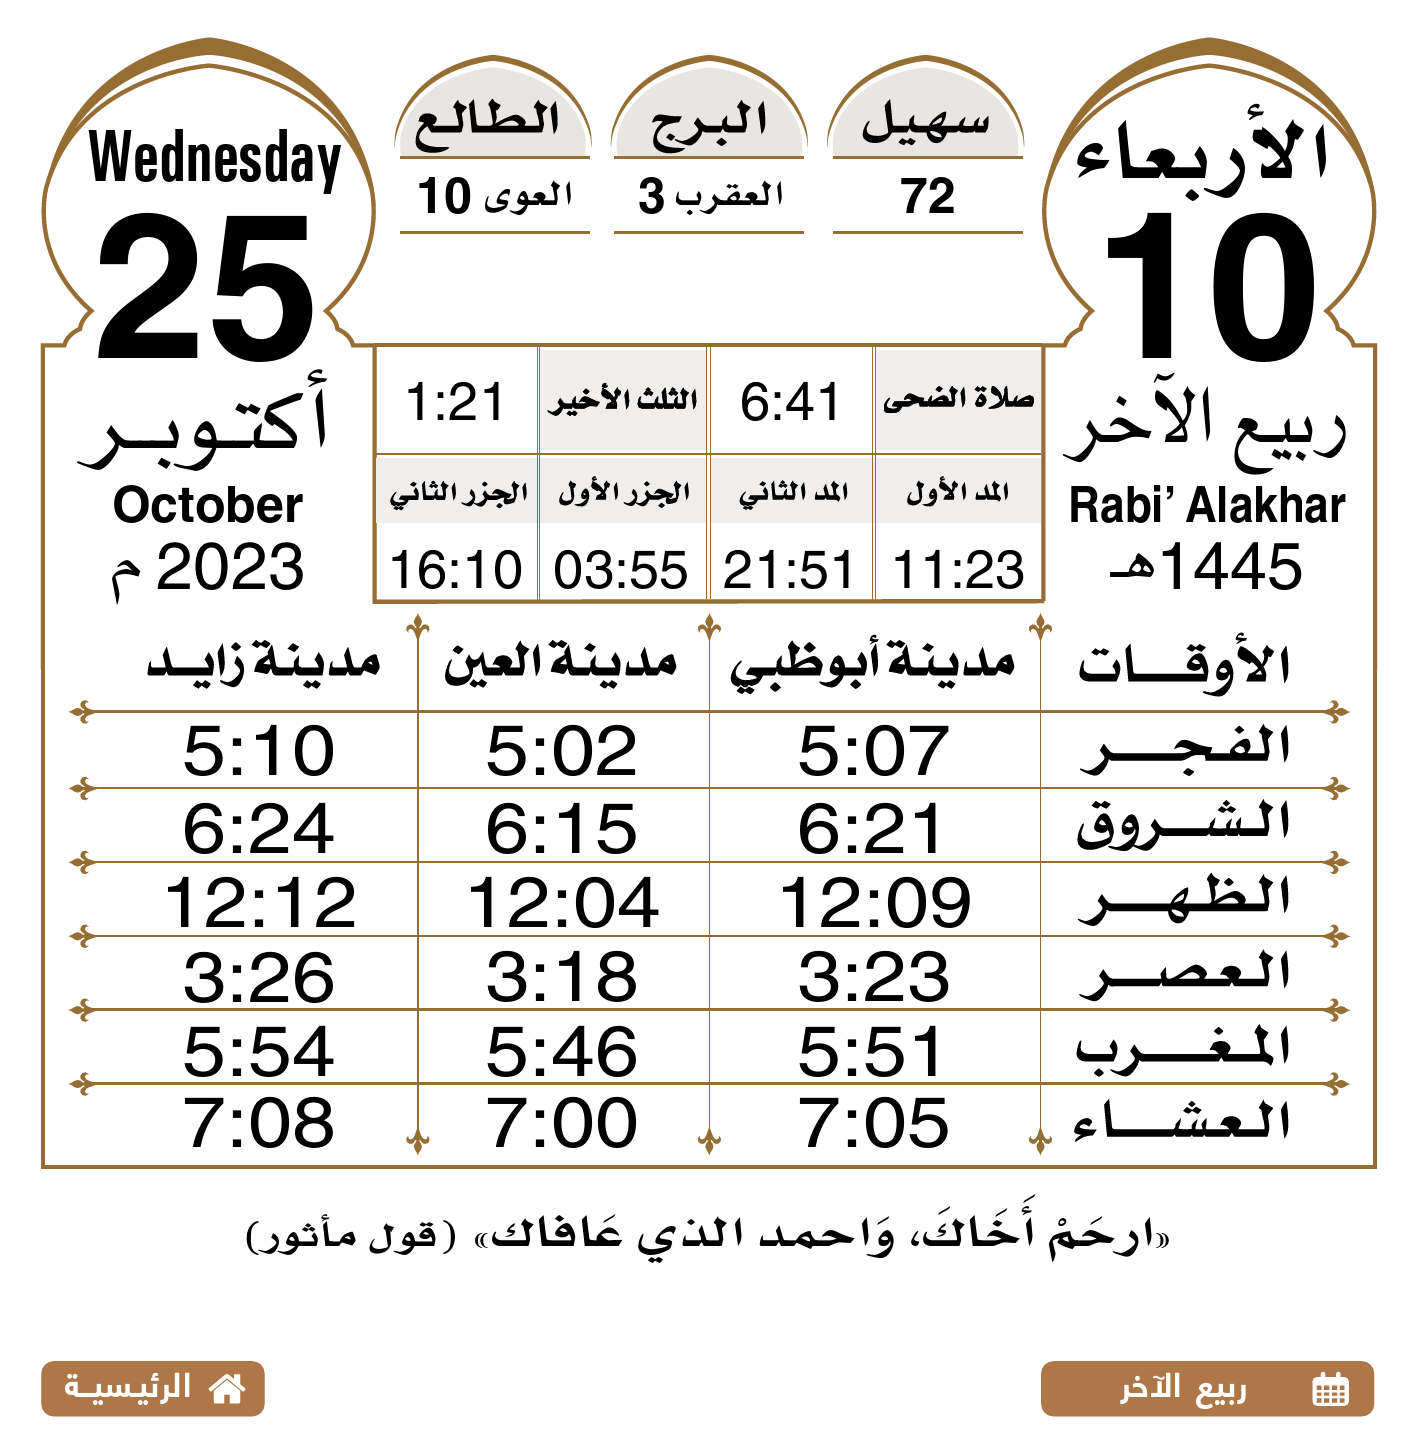 الأربعاء
10
ربيع الآخر
Rabi’ Alakhar
1445هـ
سهيل
72
البرج
العقرب 3
الطالع
العوى 10
Wednesday
25
أكتوبر
October
2023 م
صلاة الضحى 6:41 الثلث الأخير 1:21
المد الأول المد الثاني الجزر الأول الجزر الثاني
11:23 21:51 03:55 16:10
الأوقات مدينة أبوظبي مدينة العين مدينة زايد
الفجر 5:07 5:02 5:10
الشروق 6:21 6:15 6:24
الظهر 12:09 12:04 12:12
العصر 3:23 3:18 3:26
المغرب 5:51 5:46 5:54
العشاء 7:05 7:00 7:08
«ارحَمْ أَخَاكَ، وَاحمد الذي عَافاك» (قول مأثور)
ربيع الآخر
الرئيسية